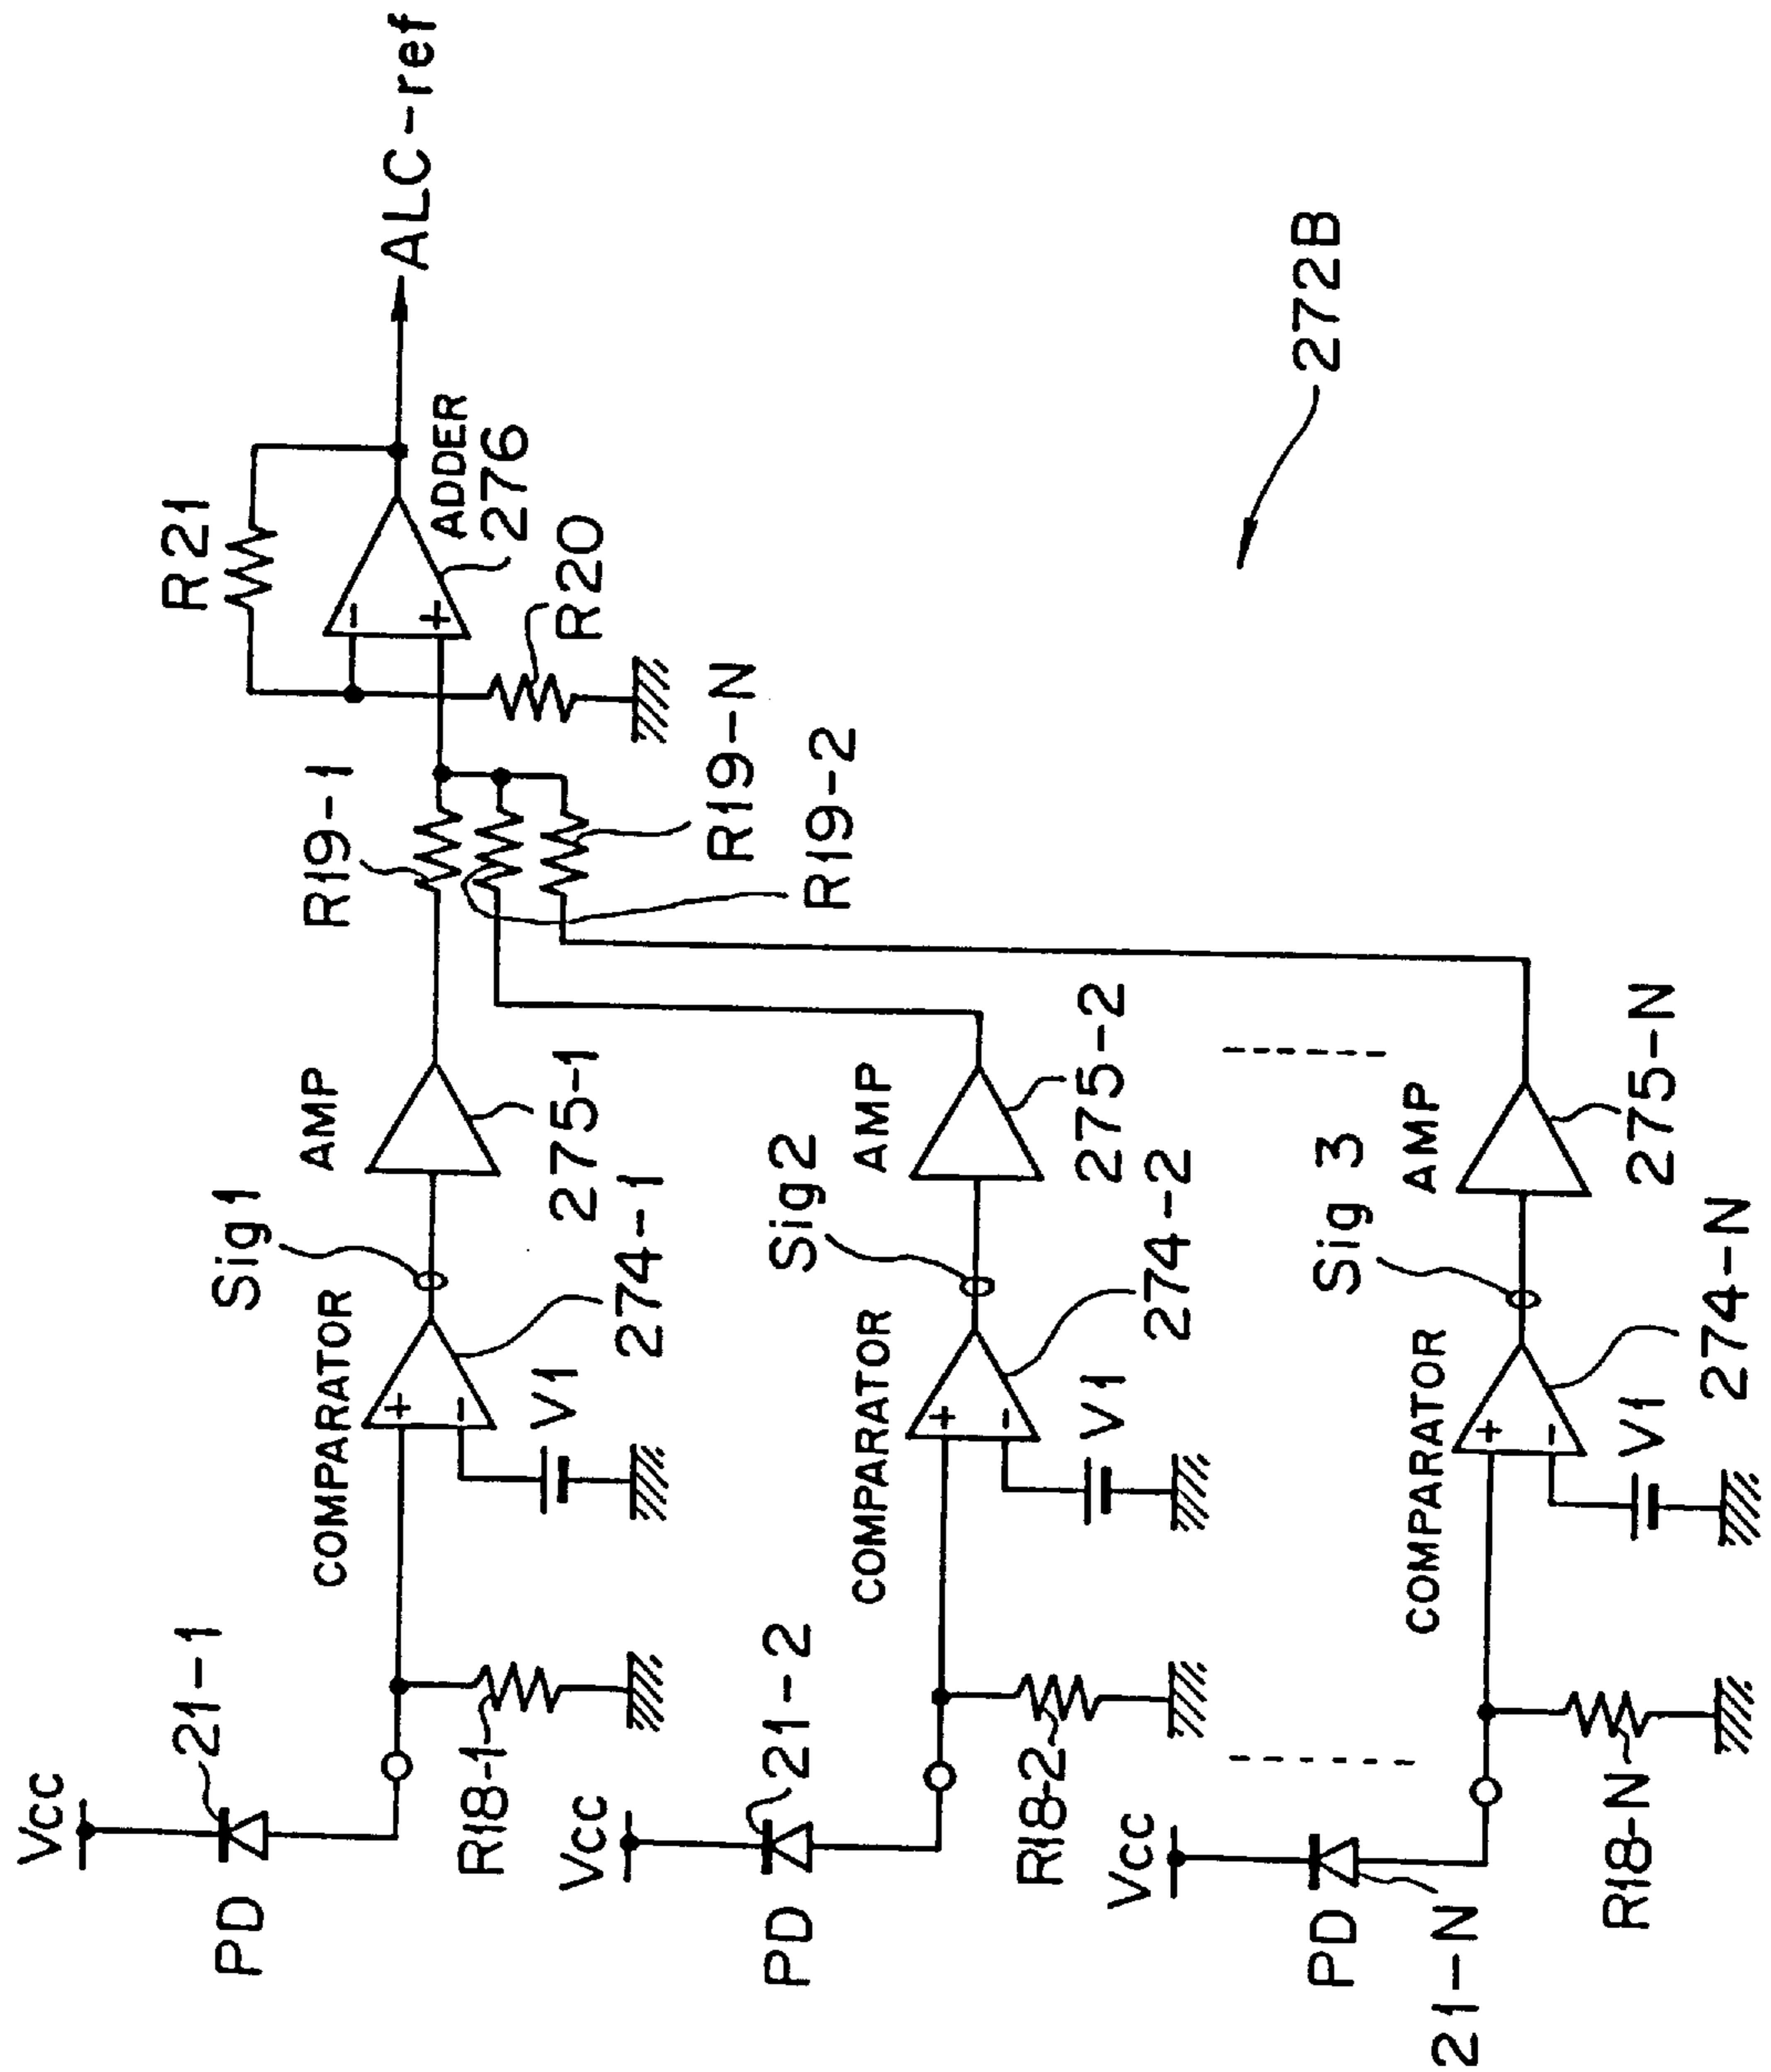 Vcc
21-1
PD
R18-1
COMPARATOR
V1
274-1
Sig1
AMP
275-1
R19-1
R21
ADDER
276
R20
R19-N
R19-2
ALC-ref
Vcc
21-2
PD
R18-2
COMPARATOR
V1
274-2
Sig2
AMP
275-2
Vcc
PD
21-N
R18-N
COMPARATOR
V1
274-N
Sig 3
AMP
275-N
272B
+
-
+
-
+
-
-
+